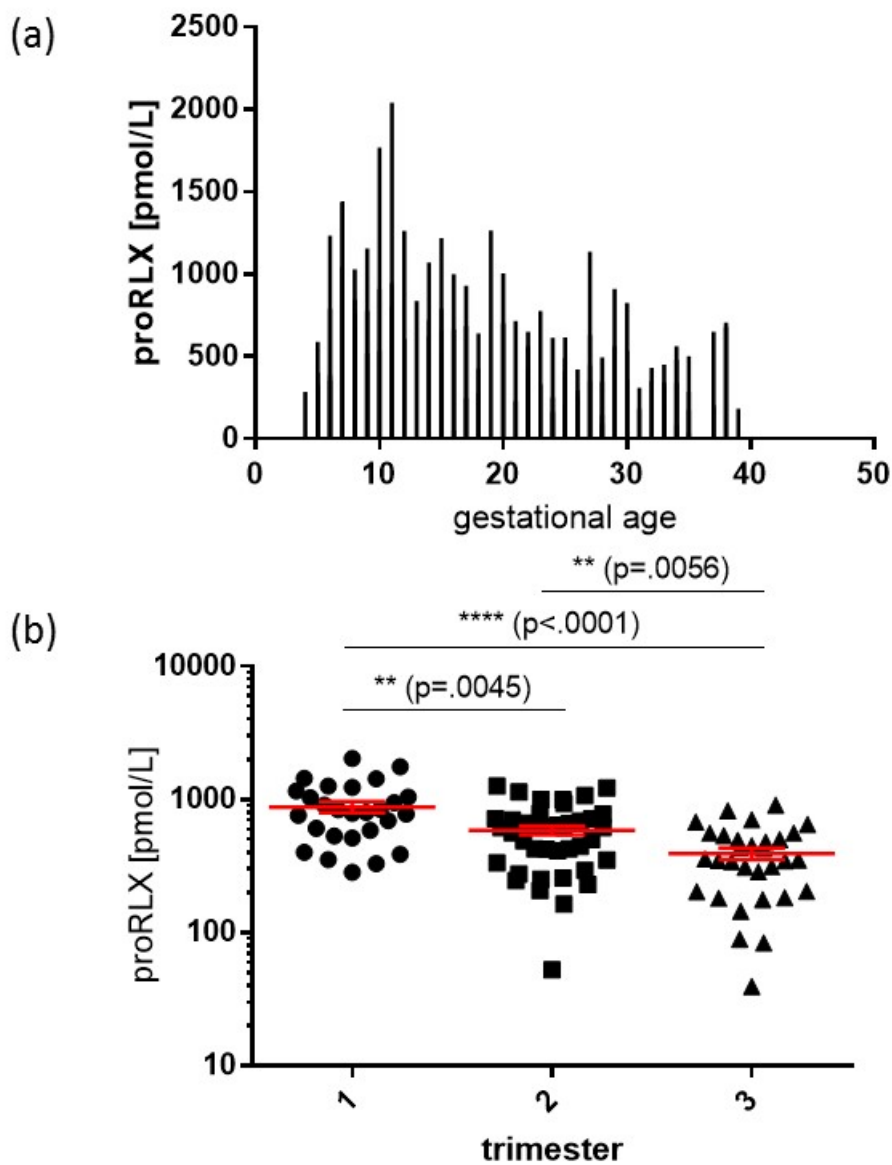 (a)
2500
2000
1500
1000
500
0
proRLX [pmol/L]
0 10 20 30 40 50
gestational age
** (p=.0056)
(b)
**** (p<.0001)
** (p=.0045)
10000
1000
100
10
proRLX [pmol/L]
1 2 3
trimester